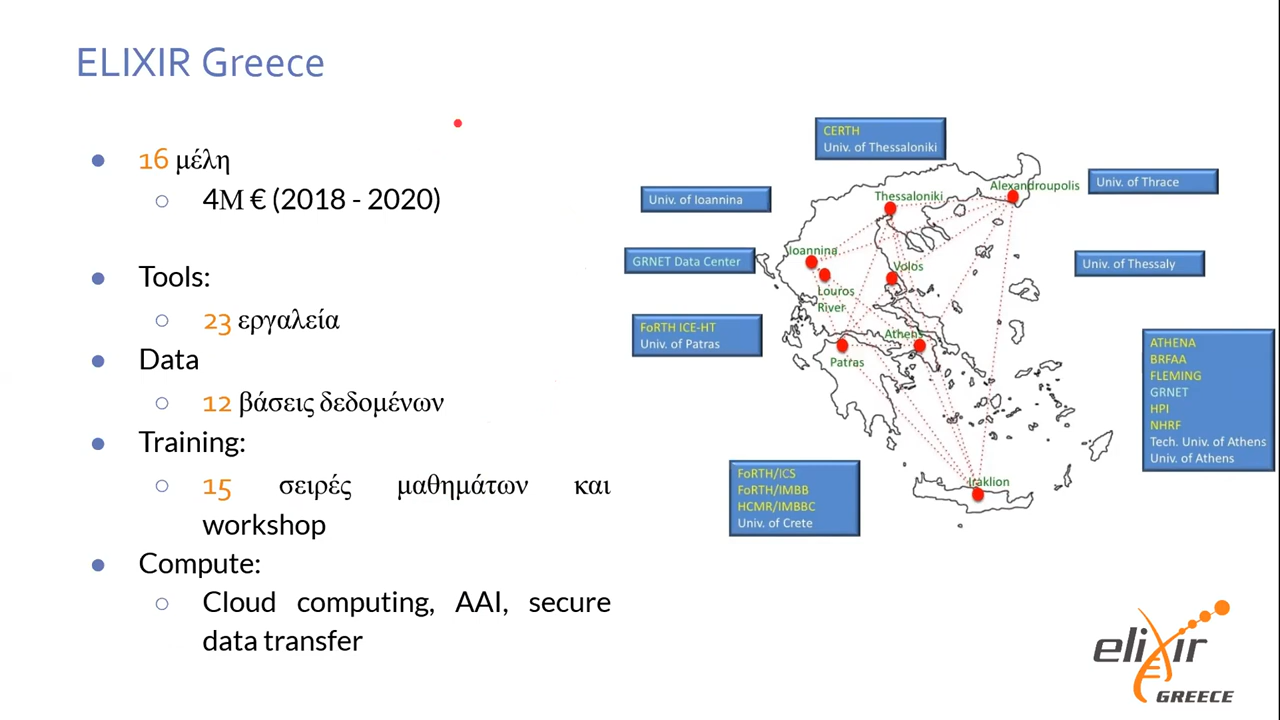 ELIXIR Greece
16 μέλη
4M € (2018 - 2020)
Tools:
23 εργαλεία
Data
12 βάσεις δεδομένων
Training:
15 σειρές μαθημάτων και
workshop
Compute:
Cloud computing, AAI, secure
data transfer
CERTH
Univ. of Thessaloniki
Univ. of Ioannina
GRNET Data Center
FoRTH ICE-HT
Univ. of Patras
FoRTH/ICS
FoRTH/IMBB
HCMR/IMBBC
Univ. of Crete
Univ. of Thrace
Univ. of Thessaly
ATHENA
BRFAA
FLEMING
GRNET
HPI
NHRF
Tech. Univ. of Athens
Univ. of Athens
Alexandroupolis
Thessaloniki
Ioannina
Volos
Louros
River
Athens
Patras
Iraklion
elixir
GREECE